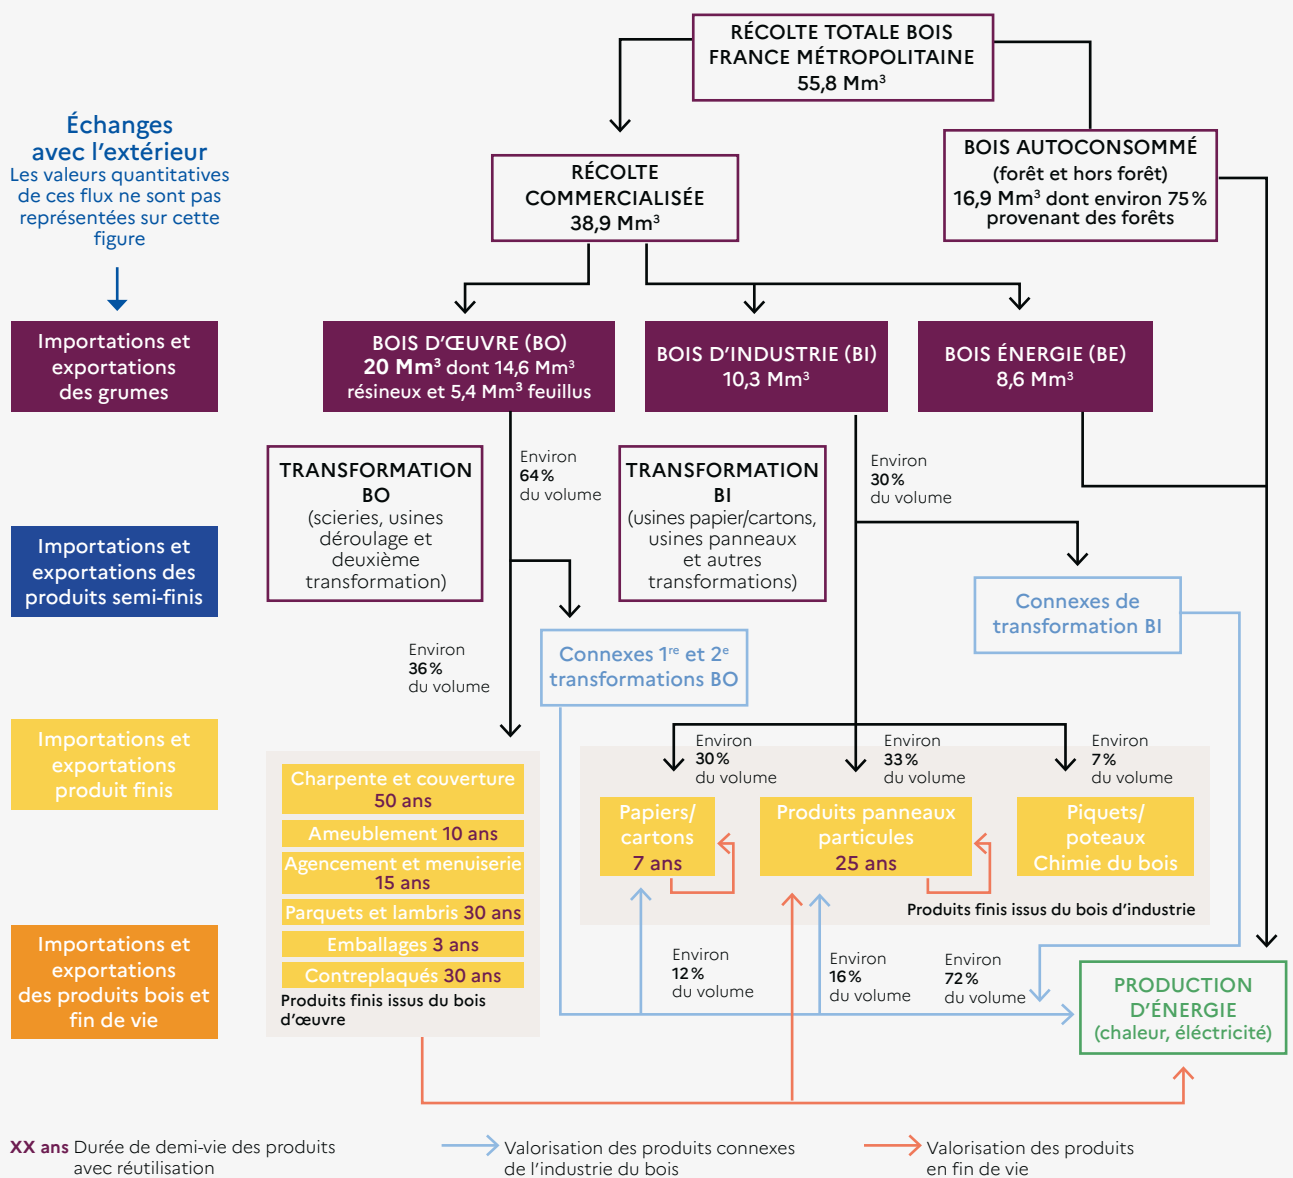 RÉCOLTE TOTALE BOIS
FRANCE MÉTROPOLITAINE
55,8 Mm³
Échanges
avec l'extérieur
Les valeurs quantitatives
de ces flux ne sont pas
représentées sur cette
figure
RÉCOLTE
COMMERCIALISÉE
38,9 Mm³
BOIS AUTOCONSOMMÉ
(forêt et hors forêt)
16,9 Mm³ dont environ 75 %
provenant des forêts
Importations et
exportations
des grumes
BOIS D'ŒUVRE (BO)
20 Mm³ dont 14,6 Mm³
résineux et 5,4 Mm³ feuillus
BOIS D'INDUSTRIE (BI)
10,3 Mm³
BOIS ÉNERGIE (BE)
8,6 Mm³
TRANSFORMATION
BO
(scieries, usines
déroulage et
deuxième
transformation)
Environ
64 %
du volume
TRANSFORMATION
BI
(usines papier/cartons,
usines panneaux
et autres
transformations)
Environ
30 %
du volume
Importations et
exportations des
produits semi-finis
Connexes de
transformation BI
Environ
36 %
du volume
Connexes 1re et 2e
transformations BO
Importations et
exportations
produit finis
Environ
30 %
du volume
Environ
33 %
du volume
Environ
7 %
du volume
Charpente et couverture
50 ans
Ameublement 10 ans
Agencement et menuiserie
15 ans
Parquets et lambris 30 ans
Emballages 3 ans
Contreplaqués 30 ans
Produits finis issus du bois
d'œuvre
Papiers/
cartons
7 ans
Produits panneaux
particules
25 ans
Piquets/
poteaux
Chimie du bois
Produits finis issus du bois d'industrie
Importations et
exportations
des produits bois et
fin de vie
Environ
12 %
du volume
Environ
16 %
du volume
Environ
72 %
du volume
PRODUCTION
D'ÉNERGIE
(chaleur, éléctricité)
XX ans Durée de demi-vie des produits
avec réutilisation
Valorisation des produits connexes
de l'industrie du bois
Valorisation des produits
en fin de vie